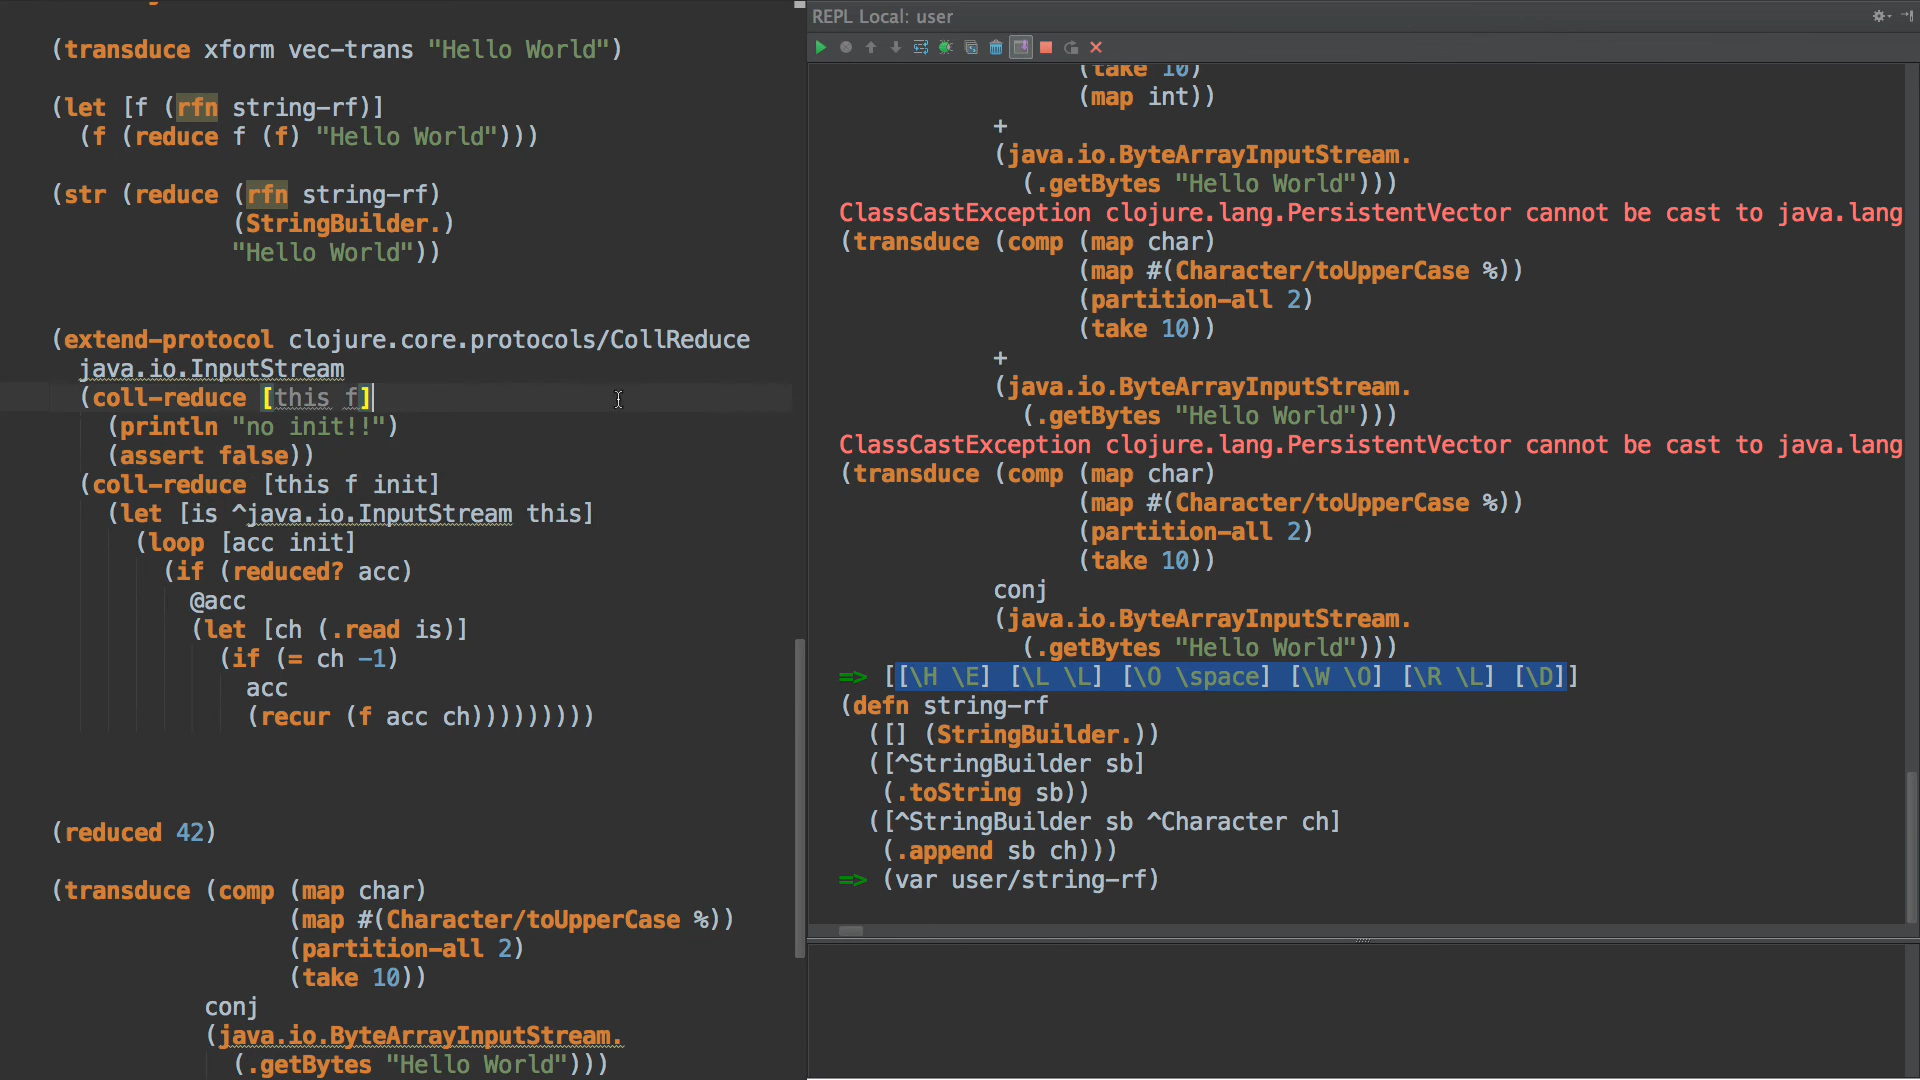 (transduce xform vec-trans "Hello World")
(let [f (rfn string-rf)]
(f (reduce f (f) "Hello World")))
(str (reduce (rfn string-rf)
(StringBuilder.)
"Hello World"))
(extend-protocol clojure.core.protocols/CollReduce
java.io.InputStream
(coll-reduce [this f]
(println "no init!!")
(assert false))
(coll-reduce [this f init]
(let [is ^java.io.InputStream this]
(loop [acc init]
(if (reduced? acc)
@acc
(let [ch (.read is)]
(if (= ch -1)
acc
(recur (f acc ch)))))))))
(reduced 42)
(transduce (comp (map char)
(map #(Character/toUpperCase %))
(partition-all 2)
(take 10))
conj
(java.io.ByteArrayInputStream.
(.getBytes "Hello World")))
REPL Local: user
(take 10)
(map int))
+
(java.io.ByteArrayInputStream.
(.getBytes "Hello World")))
ClassCastException clojure.lang.PersistentVector cannot be cast to java.lang
(transduce (comp (map char)
(map #(Character/toUpperCase %))
(partition-all 2)
(take 10))
+
(java.io.ByteArrayInputStream.
(.getBytes "Hello World")))
ClassCastException clojure.lang.PersistentVector cannot be cast to java.lang
(transduce (comp (map char)
(map #(Character/toUpperCase %))
(partition-all 2)
(take 10))
conj
(java.io.ByteArrayInputStream.
(.getBytes "Hello World")))
=> [[\H \E] [\L \L] [\O \space] [\W \O] [\R \L] [\D]]
(defn string-rf
([] (StringBuilder.))
([^StringBuilder sb]
(.toString sb))
([^StringBuilder sb ^Character ch]
(.append sb ch)))
=> (var user/string-rf)